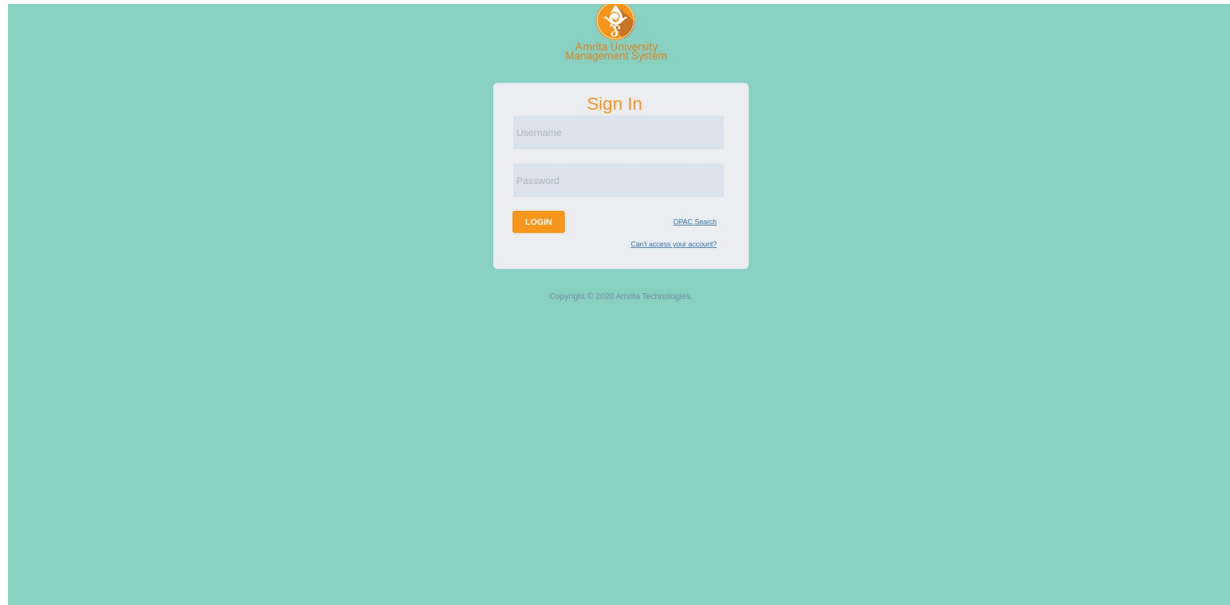 Amrita University
Management System
Sign In
Username
Password
LOGIN
OPAC Search
Can't access your account?
Copyright © 2020 Amrita Technologies.